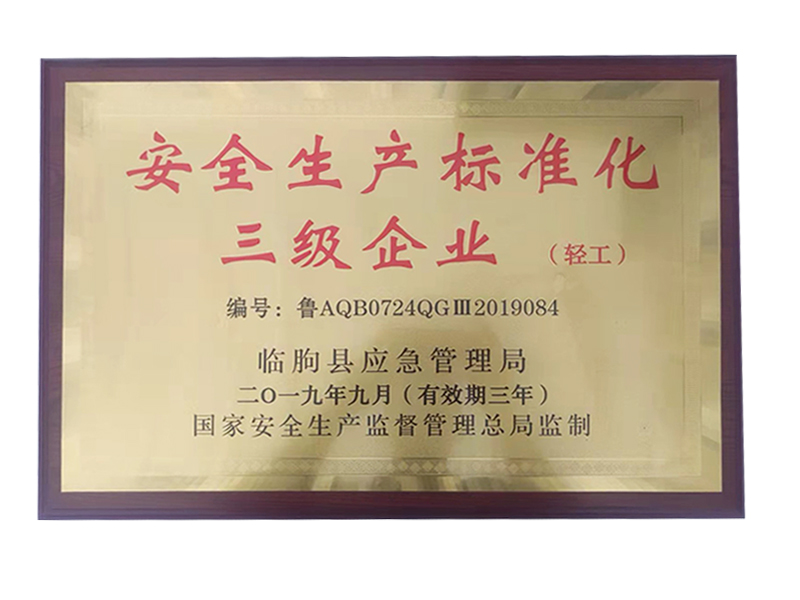 安全生产标准化
三级企业（轻工）
编号：鲁AQB0724QGⅢ2019084
临朐县应急管理局
二O一九年九月（有效期三年）
国家安全生产监督管理总局监制